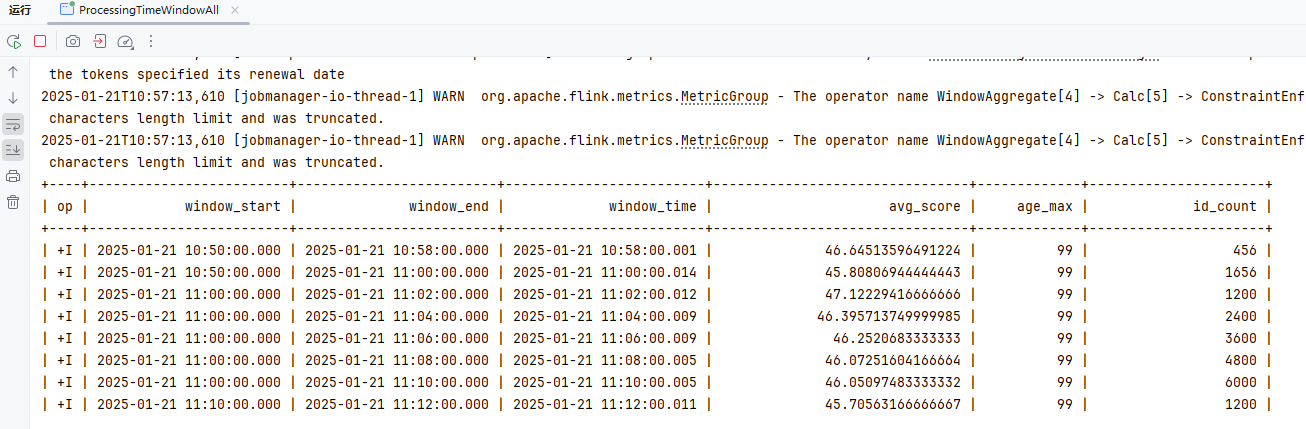 运行 ProcessingTimeWindowAll
the tokens specified its renewal date
2025-01-21T10:57:13,610 [jobmanager-io-thread-1] WARN  org.apache.flink.metrics.MetricGroup - The operator name WindowAggregate[4] -> Calc[5] -> ConstraintEnf
characters length limit and was truncated.
2025-01-21T10:57:13,610 [jobmanager-io-thread-1] WARN  org.apache.flink.metrics.MetricGroup - The operator name WindowAggregate[4] -> Calc[5] -> ConstraintEnf
characters length limit and was truncated.
+----+-------------------------+-------------------------+-------------------------+--------------------------------+-------------+----------------------+
| op | window_start | window_end | window_time | avg_score | age_max | id_count |
+----+-------------------------+-------------------------+-------------------------+--------------------------------+-------------+----------------------+
| +I | 2025-01-21 10:50:00.000 | 2025-01-21 10:58:00.000 | 2025-01-21 10:58:00.001 | 46.64513596491224 | 99 | 456 |
| +I | 2025-01-21 10:50:00.000 | 2025-01-21 11:00:00.000 | 2025-01-21 11:00:00.014 | 45.80806944444443 | 99 | 1656 |
| +I | 2025-01-21 11:00:00.000 | 2025-01-21 11:02:00.000 | 2025-01-21 11:02:00.012 | 47.12229416666666 | 99 | 1200 |
| +I | 2025-01-21 11:00:00.000 | 2025-01-21 11:04:00.000 | 2025-01-21 11:04:00.009 | 46.395713749999985 | 99 | 2400 |
| +I | 2025-01-21 11:00:00.000 | 2025-01-21 11:06:00.000 | 2025-01-21 11:06:00.009 | 46.2520683333333 | 99 | 3600 |
| +I | 2025-01-21 11:00:00.000 | 2025-01-21 11:08:00.000 | 2025-01-21 11:08:00.005 | 46.07251604166664 | 99 | 4800 |
| +I | 2025-01-21 11:00:00.000 | 2025-01-21 11:10:00.000 | 2025-01-21 11:10:00.005 | 46.05097483333332 | 99 | 6000 |
| +I | 2025-01-21 11:10:00.000 | 2025-01-21 11:12:00.000 | 2025-01-21 11:12:00.011 | 45.70563166666667 | 99 | 1200 |